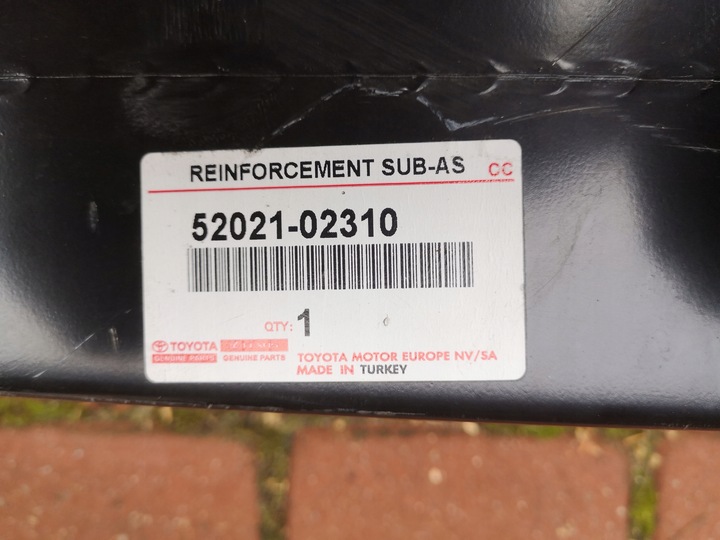 REINFORCEMENT SUB-AS CC
52021-02310
QTY: 1
TOYOTA
GENUINE PARTS GENUINE PARTS
TOYOTA MOTOR EUROPE NV/SA
MADE IN TURKEY